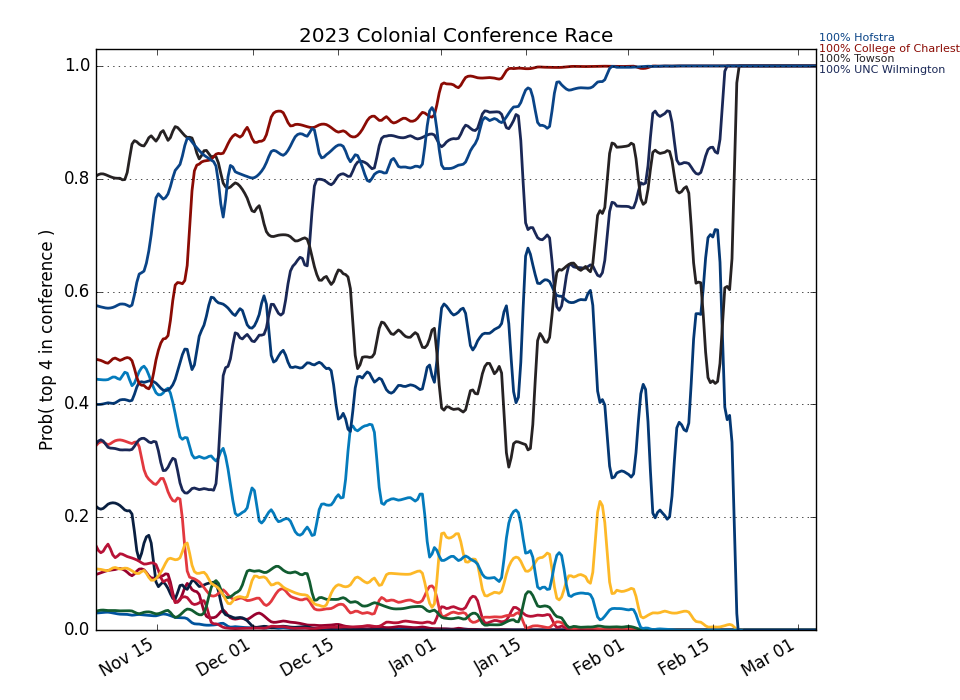 2023 Colonial Conference Race
100% Hofstra
100% College of Charlest
100% Towson
100% UNC Wilmington
Prob( top 4 in conference )
1.0
0.8
0.6
0.4
0.2
0.0
Nov 15
Dec 01
Dec 15
Jan 01
Jan 15
Feb 01
Feb 15
Mar 01